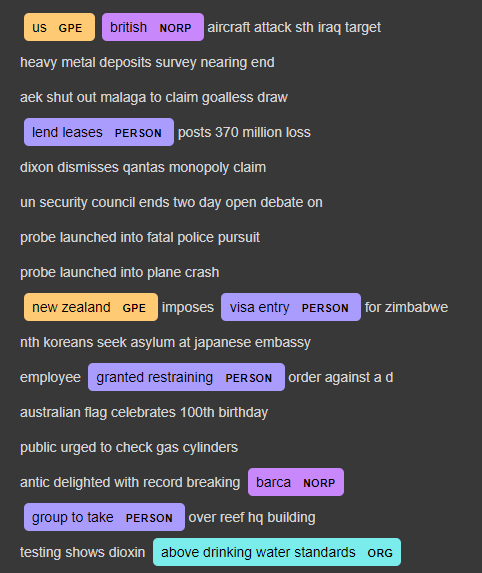 us GPE british NORP aircraft attack sth iraq target
heavy metal deposits survey nearing end
aek shut out malaga to claim goalless draw
lend leases PERSON posts 370 million loss
dixon dismisses qantas monopoly claim
un security council ends two day open debate on
probe launched into fatal police pursuit
probe launched into plane crash
new zealand GPE imposes visa entry PERSON for zimbabwe
nth koreans seek asylum at japanese embassy
employee granted restraining PERSON order against a d
australian flag celebrates 100th birthday
public urged to check gas cylinders
antic delighted with record breaking barca NORP
group to take PERSON over reef hq building
testing shows dioxin above drinking water standards ORG